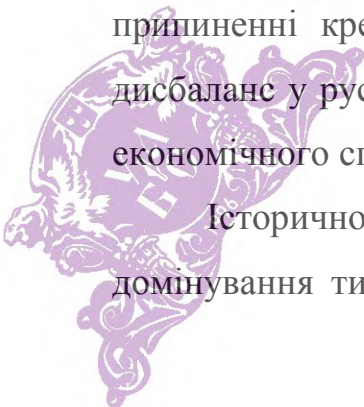 припиненні кре
дисбаланс у рус
економічного сп
Історично
домінування ти